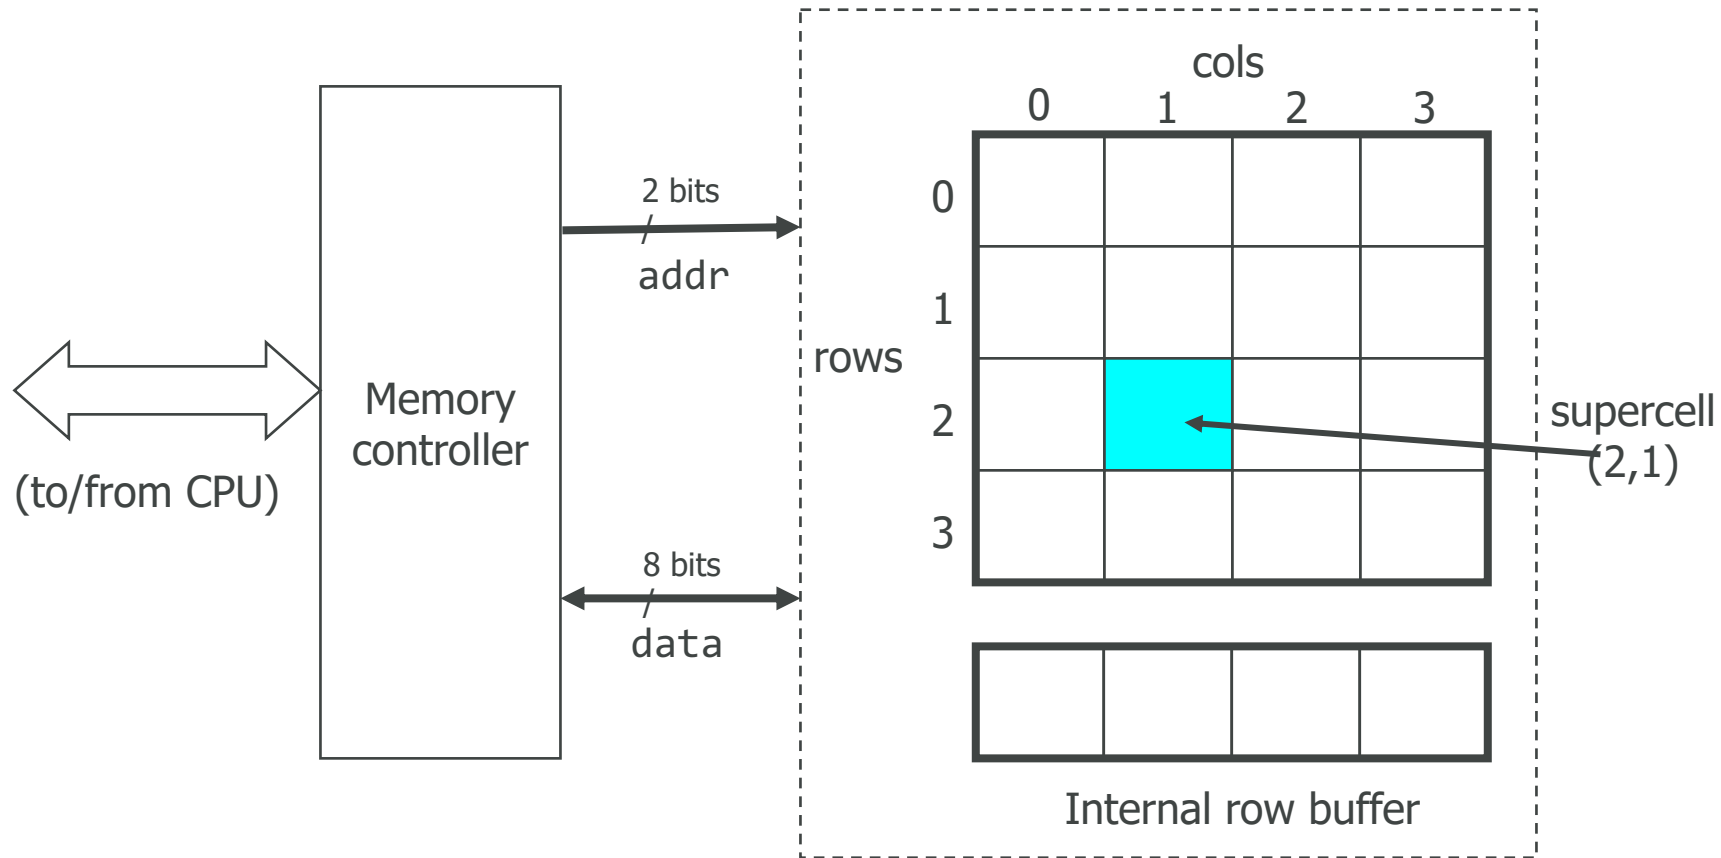 cols
0 1 2 3
2 bits
addr
0
1
rows
2
3
Memory
controller
(to/from CPU)
supercell
(2,1)
8 bits
data
Internal row buffer